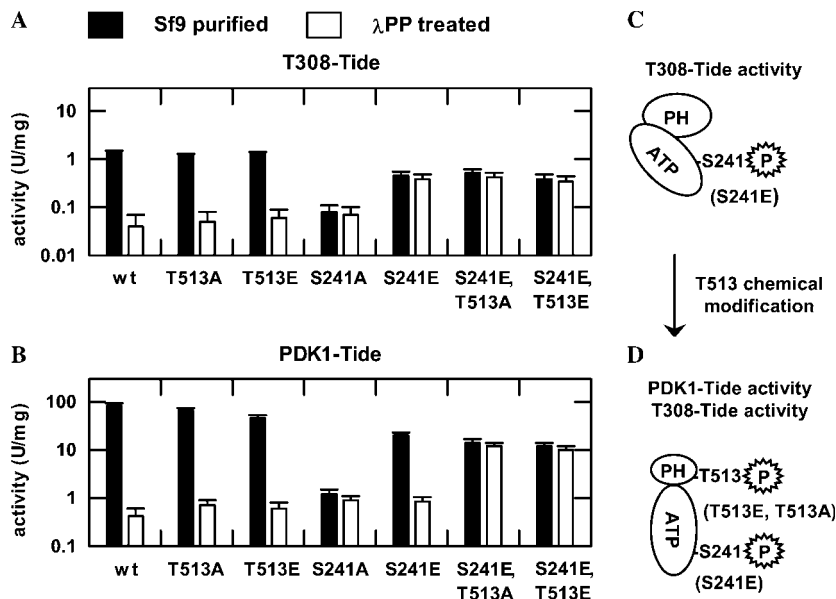 A
Sf9 purified
λPP treated
T308-Tide
activity (U/mg)
10
1
0.1
0.01
wt
T513A
T513E
S241A
S241E
S241E,
T513A
S241E,
T513E
B
PDK1-Tide
activity (U/mg)
100
10
1
0.1
wt
T513A
T513E
S241A
S241E
S241E,
T513A
S241E,
T513E
C
T308-Tide activity
PH
ATP
-S241 P
(S241E)
T513 chemical
modification
D
PDK1-Tide activity
T308-Tide activity
PH -T513 P
(T513E, T513A)
ATP
-S241 P
(S241E)